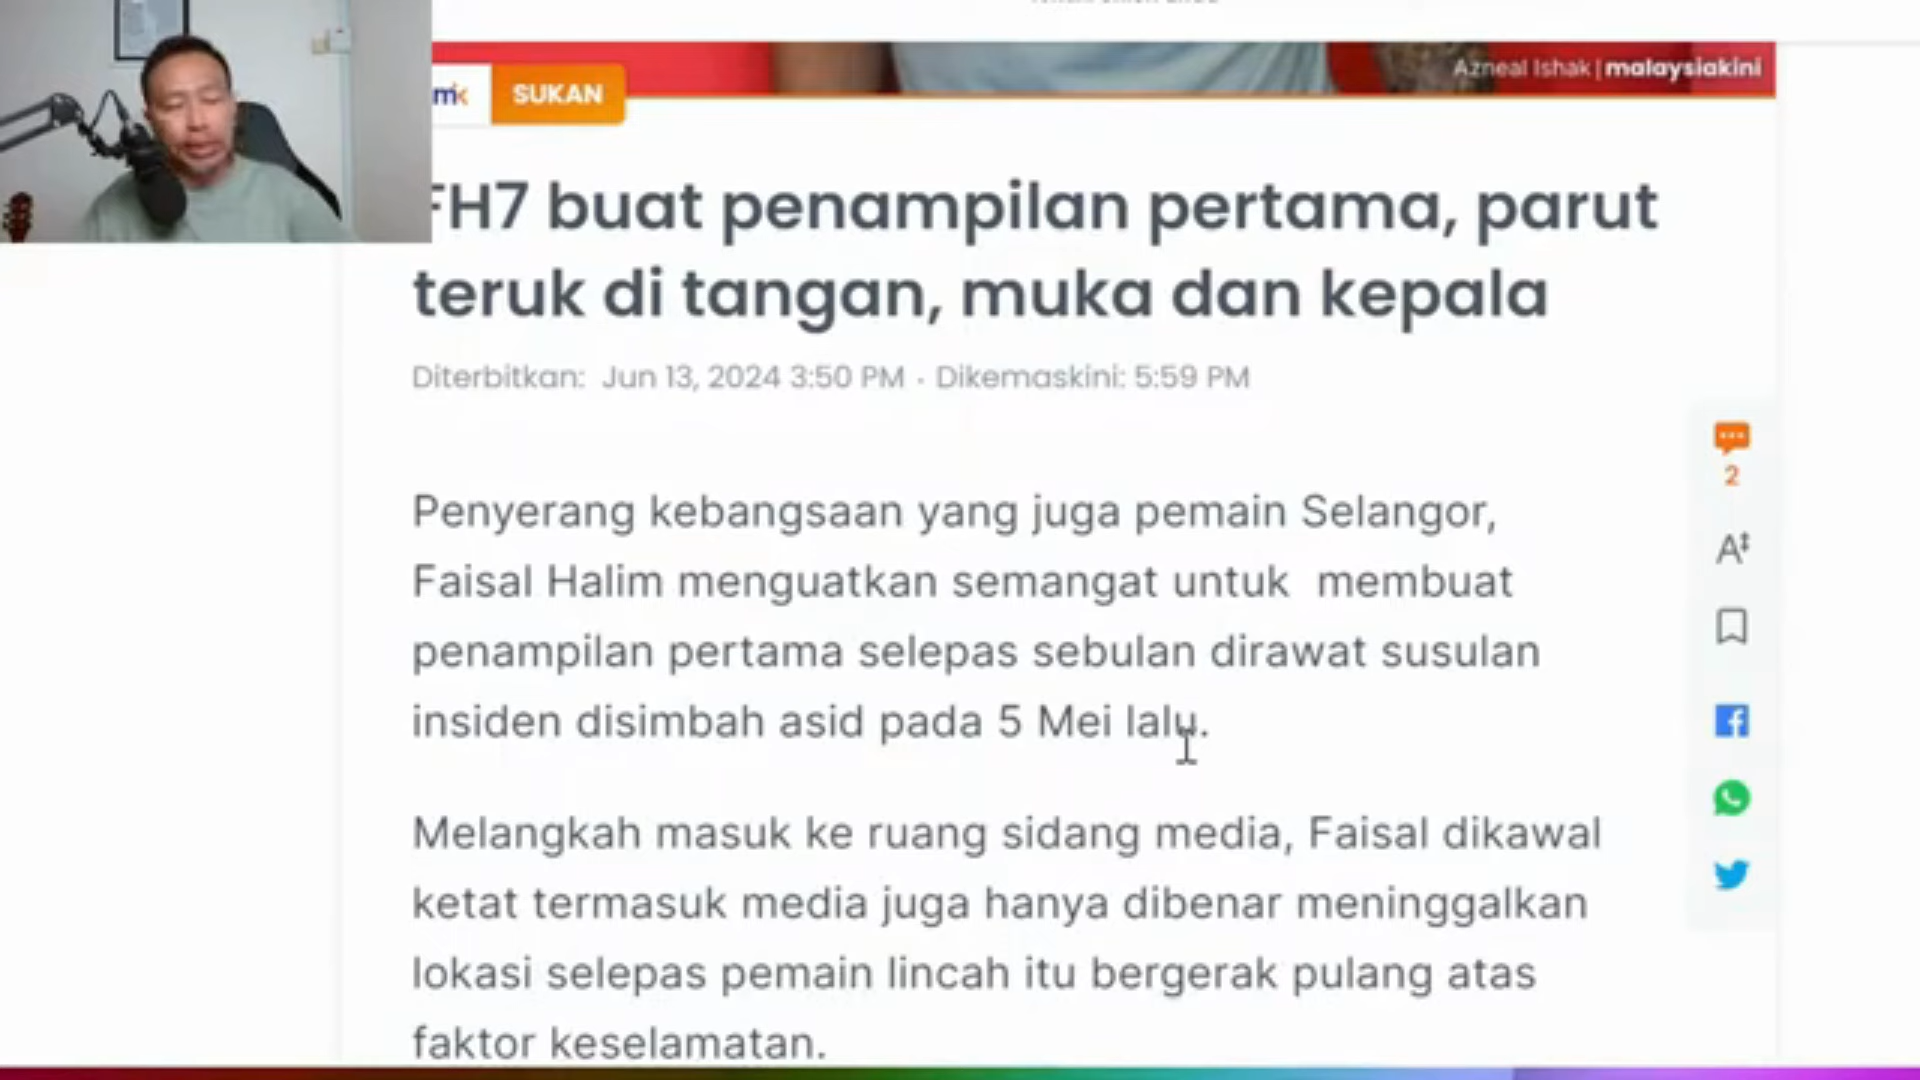 Azneal Ishak | malaysiakini
mk SUKAN
FH7 buat penampilan pertama, parut
teruk di tangan, muka dan kepala
Diterbitkan: Jun 13, 2024 3:50 PM · Dikemaskini: 5:59 PM
2
A
Penyerang kebangsaan yang juga pemain Selangor,
Faisal Halim menguatkan semangat untuk membuat
penampilan pertama selepas sebulan dirawat susulan
insiden disimbah asid pada 5 Mei lalu.
Melangkah masuk ke ruang sidang media, Faisal dikawal
ketat termasuk media juga hanya dibenar meninggalkan
lokasi selepas pemain lincah itu bergerak pulang atas
faktor keselamatan.